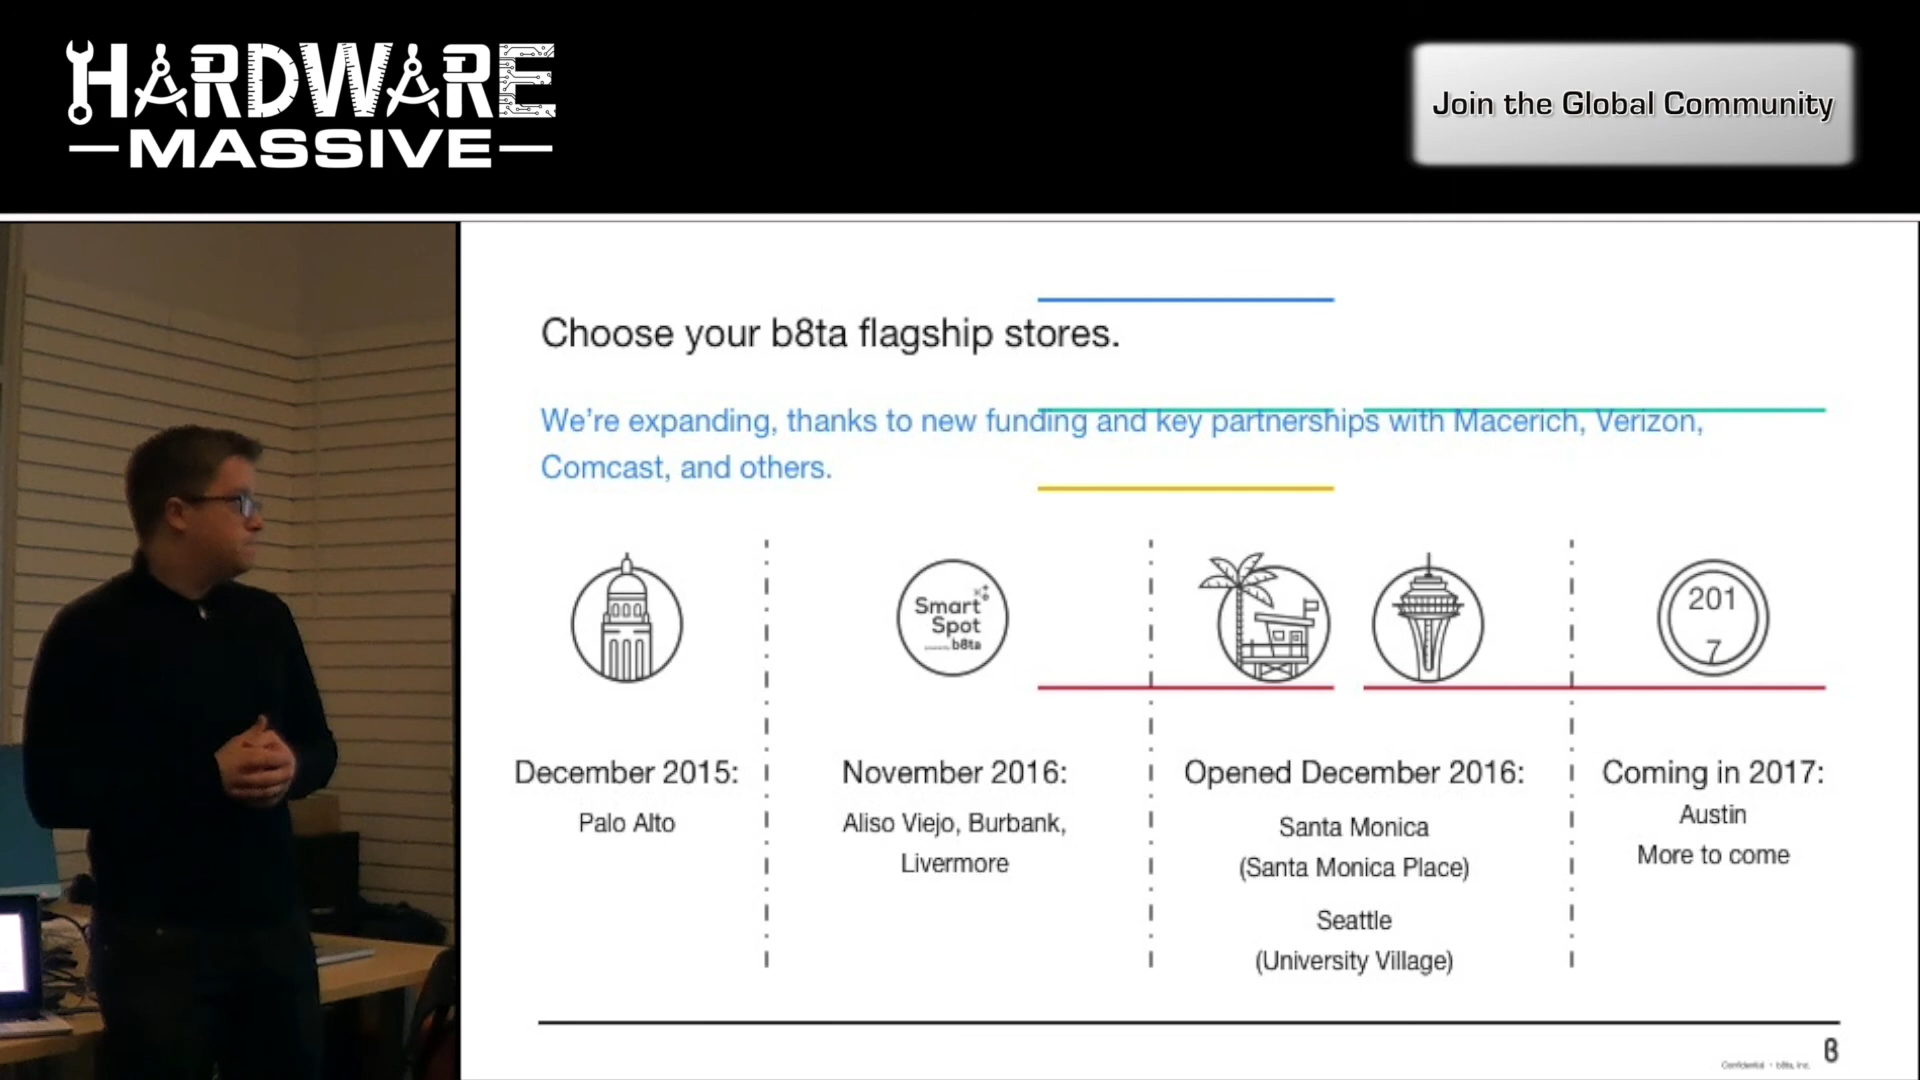 HARDWARE
MASSIVE
Join the Global Community
Choose your b8ta flagship stores.
We're expanding, thanks to new funding and key partnerships with Macerich, Verizon,
Comcast, and others.
Smart
Spot
b8ta
201
7
December 2015:
Palo Alto
November 2016:
Aliso Viejo, Burbank,
Livermore
Opened December 2016:
Santa Monica
(Santa Monica Place)
Seattle
(University Village)
Coming in 2017:
Austin
More to come
Confidential • b8ta, Inc.